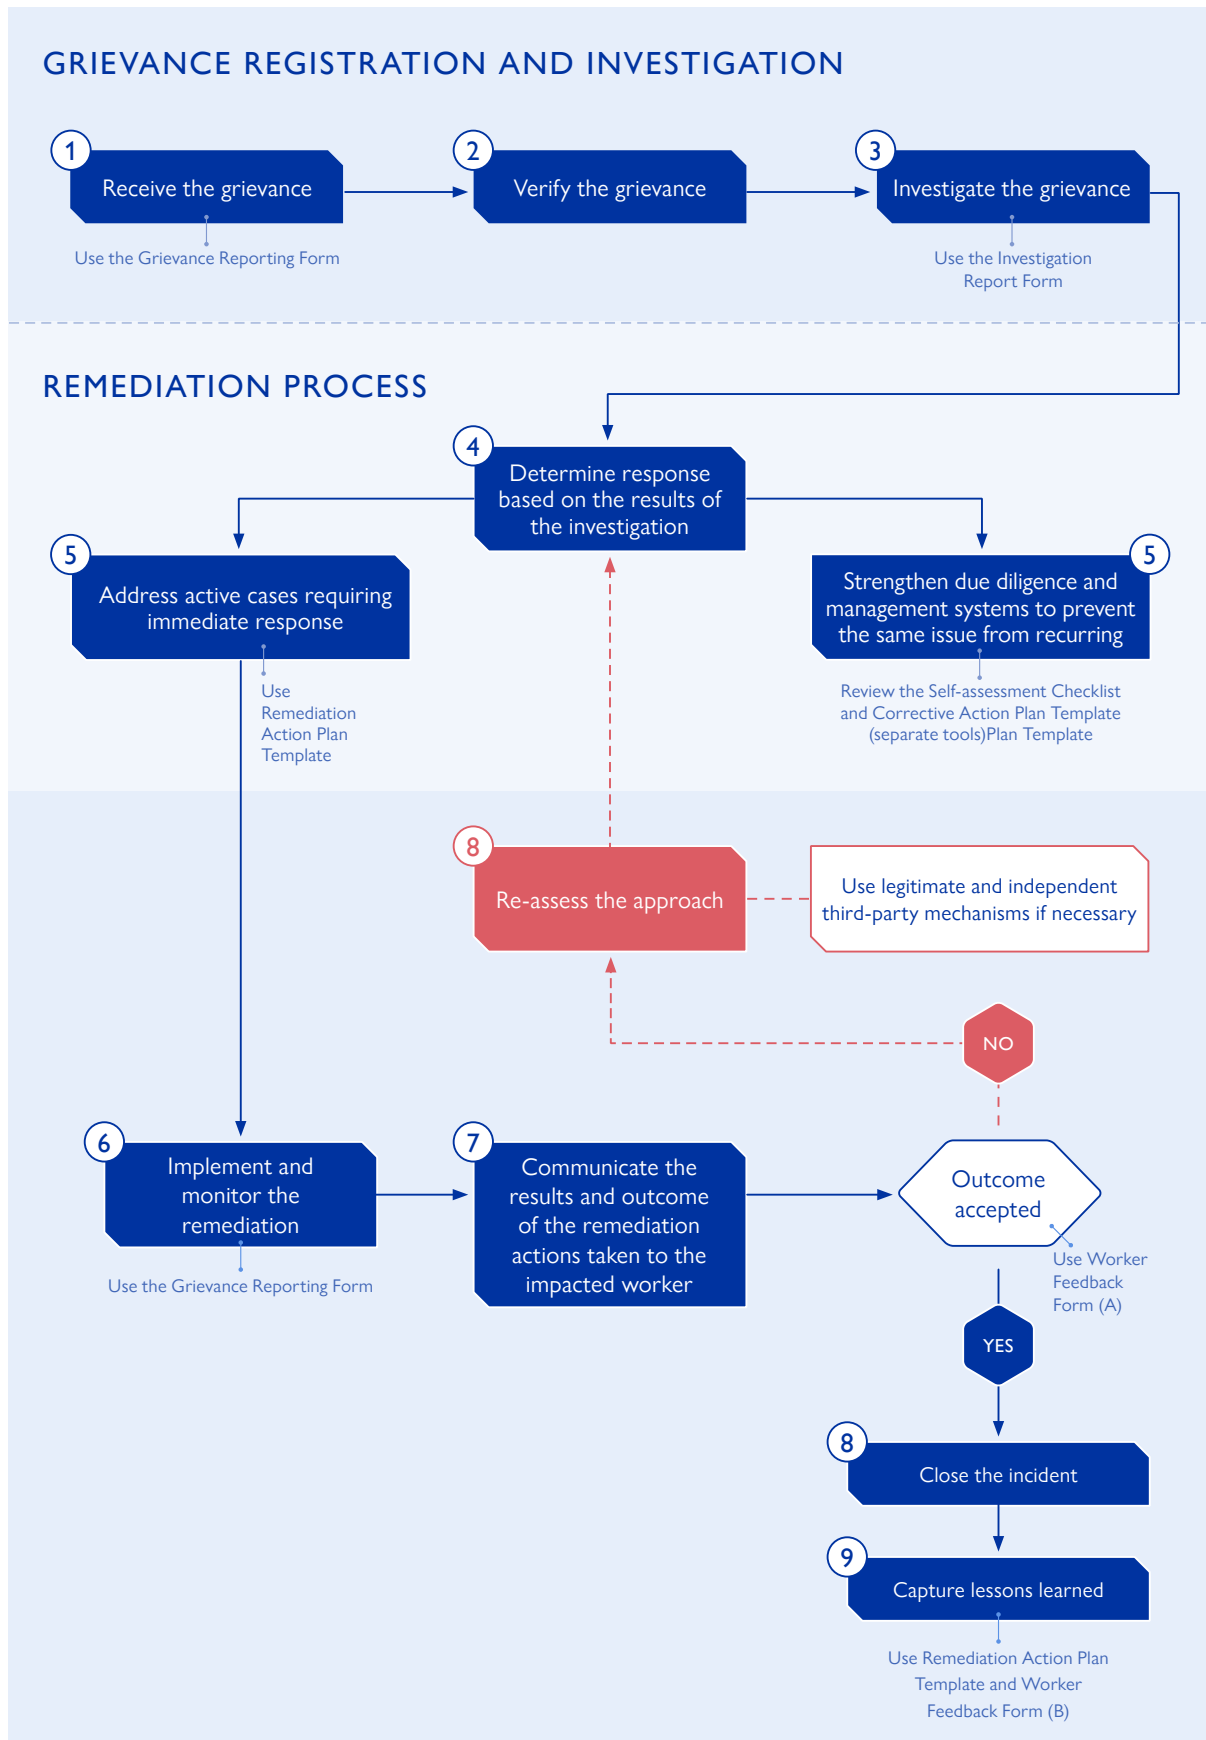 GRIEVANCE REGISTRATION AND INVESTIGATION
1
Receive the grievance
Use the Grievance Reporting Form
2
Verify the grievance
3
Investigate the grievance
Use the Investigation
Report Form
REMEDIATION PROCESS
4
Determine response
based on the results of
the investigation
5
Address active cases requiring
immediate response
Use
Remediation
Action Plan
Template
5
Strengthen due diligence and
management systems to prevent
the same issue from recurring
Review the Self-assessment Checklist
and Corrective Action Plan Template
(separate tools)Plan Template
8
Re-assess the approach
Use legitimate and independent
third-party mechanisms if necessary
NO
6
Implement and
monitor the
remediation
Use the Grievance Reporting Form
7
Communicate the
results and outcome
of the remediation
actions taken to the
impacted worker
Outcome
accepted
Use Worker
Feedback
Form (A)
YES
8
Close the incident
9
Capture lessons learned
Use Remediation Action Plan
Template and Worker
Feedback Form (B)